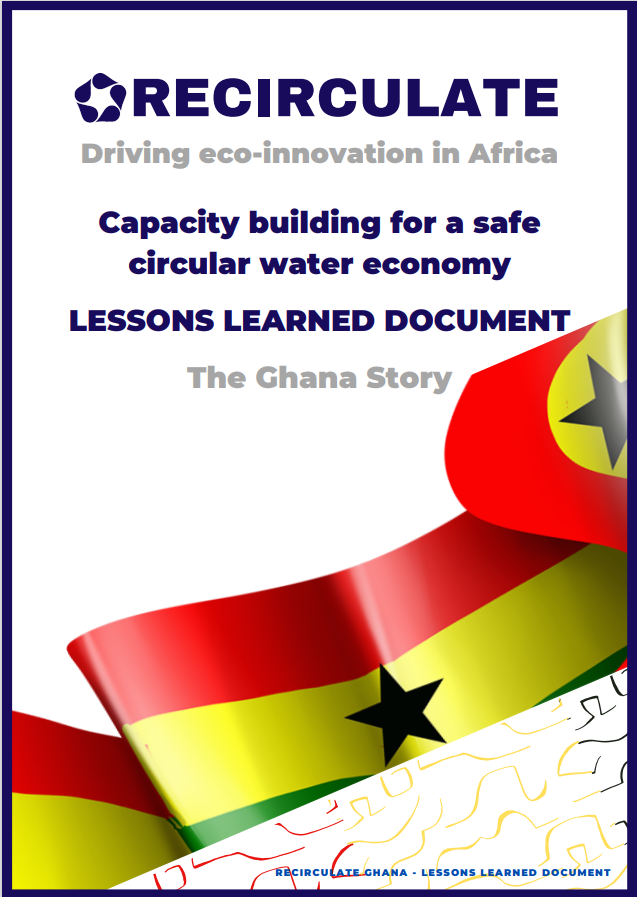 RECIRCULATE
Driving eco-innovation in Africa
Capacity building for a safe
circular water economy
LESSONS LEARNED DOCUMENT
The Ghana Story
RECIRCULATE GHANA - LESSONS LEARNED DOCUMENT